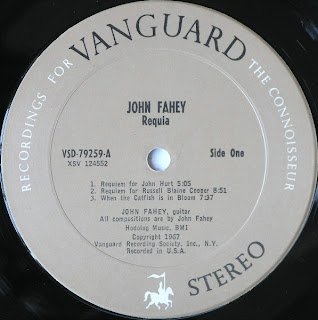 RECORDINGS FOR VANGUARD THE CONNOISSEUR
JOHN FAHEY
Requia
VSD-79259-A
XSV 124552
Side One
1. Requiem for John Hurt 5:05
2. Requiem for Russell Blaine Cooper 8:51
3. When the Catfish is in Bloom 7:37
JOHN FAHEY, guitar
All compositions are by John Fahey
Hodolog Music, BMI
Copyright 1967
Vanguard Recording Society, Inc., N.Y.
Recorded in U.S.A.
STEREO